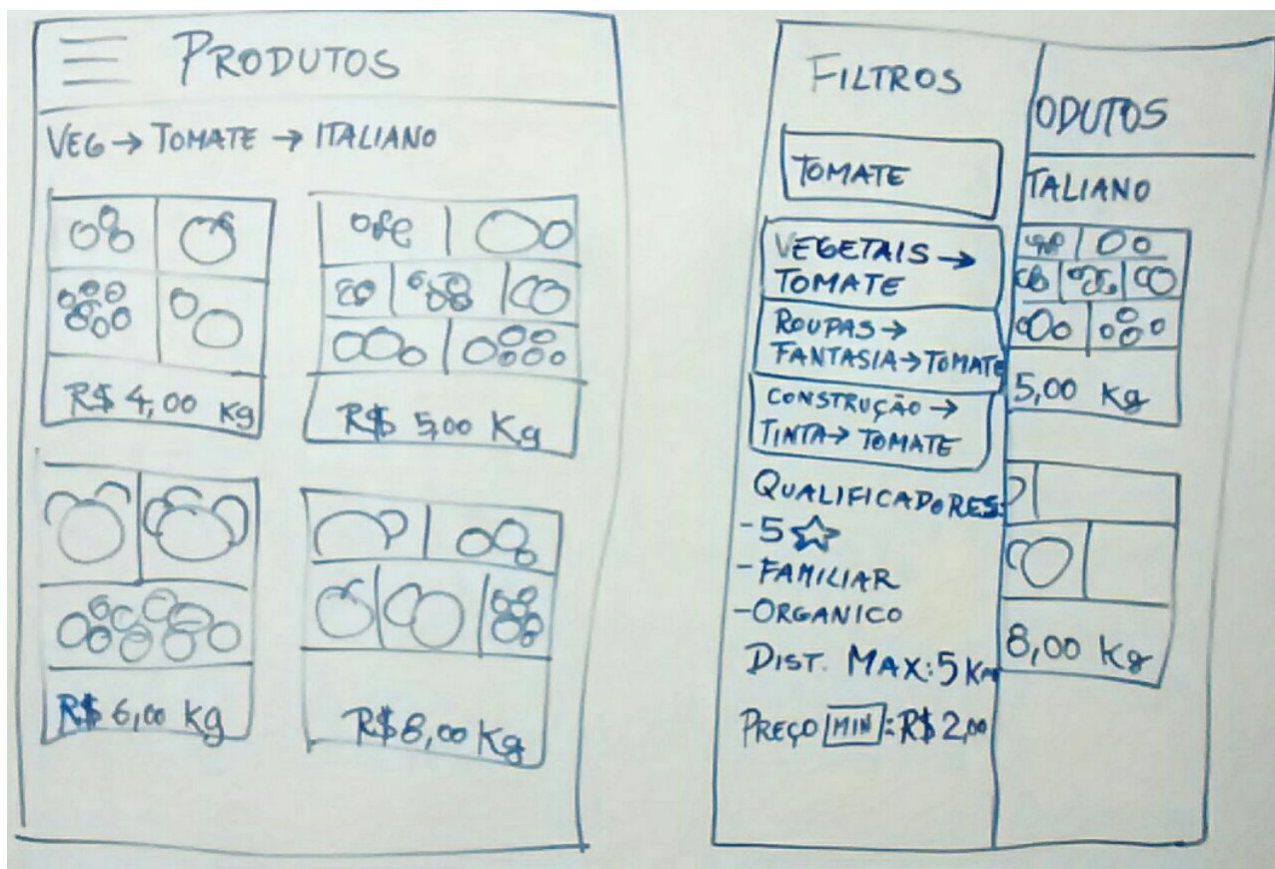 PRODUTOS
VEG → TOMATE → ITALIANO
R$ 4,00 Kg
R$ 5,00 Kg
R$ 6,00 Kg
R$ 8,00 Kg
FILTROS
TOMATE
VEGETAIS →
TOMATE
ROUPAS →
FANTASIA → TOMATE
CONSTRUÇÃO →
TINTA → TOMATE
QUALIFICADORES:
- 5 ☆
- FAMILIAR
- ORGANICO
DIST. MAX: 5 Km
PREÇO MIN : R$ 2,00
ODUTOS
TALIANO
5,00 Kg
8,00 Kg